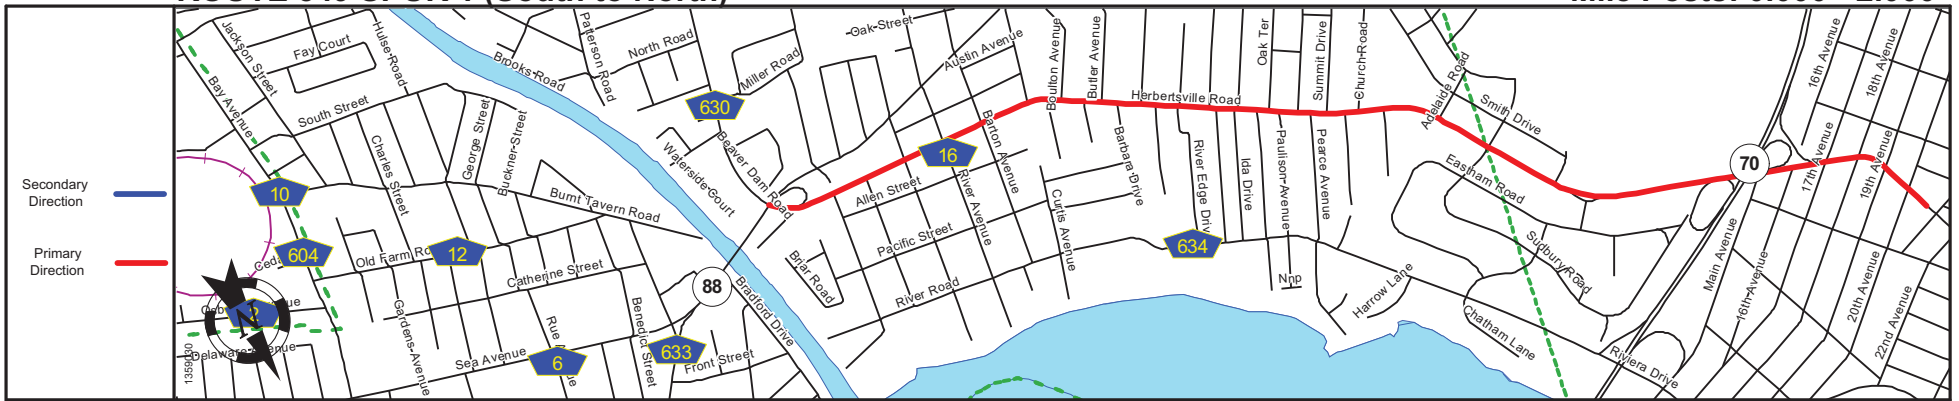 Secondary
Direction
Primary
Direction
Jackson Street
Fay Court
Hulse Road
Bay Avenue
South Street
Charles Street
George Street
Buckner Street
Brooks Road
Patterson Road
North Road
Miller Road
Oak Street
Austin Avenue
630
Waterside Court
Beaver Dam Road
Burnt Tavern Road
10
604
Old Farm
12
Catherine Street
Gardens Avenue
Sea Avenue
6
Benedict Street
633
Front Street
88
Bradford Drive
Briar Road
Allen Street
Pacific Street
River Road
16
River Avenue
Barton Avenue
Curtis Avenue
Boulton Avenue
Butler Avenue
Herbertsville Road
Barbara Drive
River Edge Drive
634
Ida Drive
Paulison Avenue
Pearce Avenue
Nnp
Oak Ter
Summit Drive
Church Road
Adelaide Road
Smith Drive
Eastham Road
Sudbury Road
Harrow Lane
Chatham Lane
Riviera Drive
70
Main Avenue
16th Avenue
17th Avenue
18th Avenue
19th Avenue
16th Avenue
20th Avenue
22nd Avenue
Delaware Avenue
1359030
N